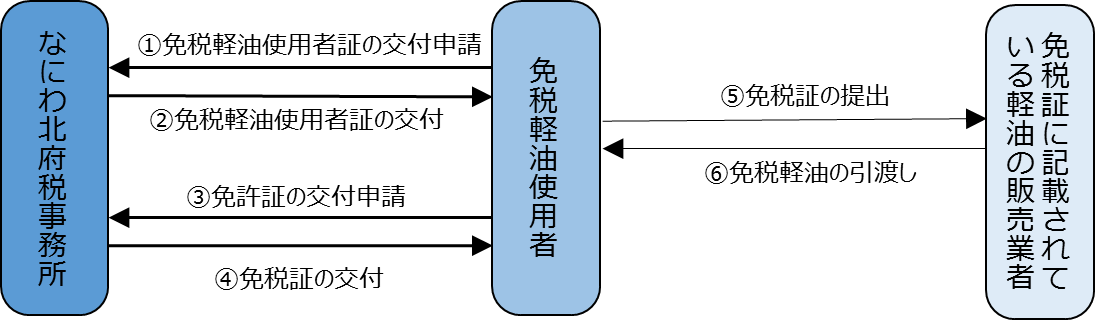 なにわ北府税事務所
①免税軽油使用者証の交付申請
②免税軽油使用者証の交付
③免許証の交付申請
④免税証の交付
免税軽油使用者
⑤免税証の提出
⑥免税軽油の引渡し
免税証に記載されて
いる軽油の販売業者